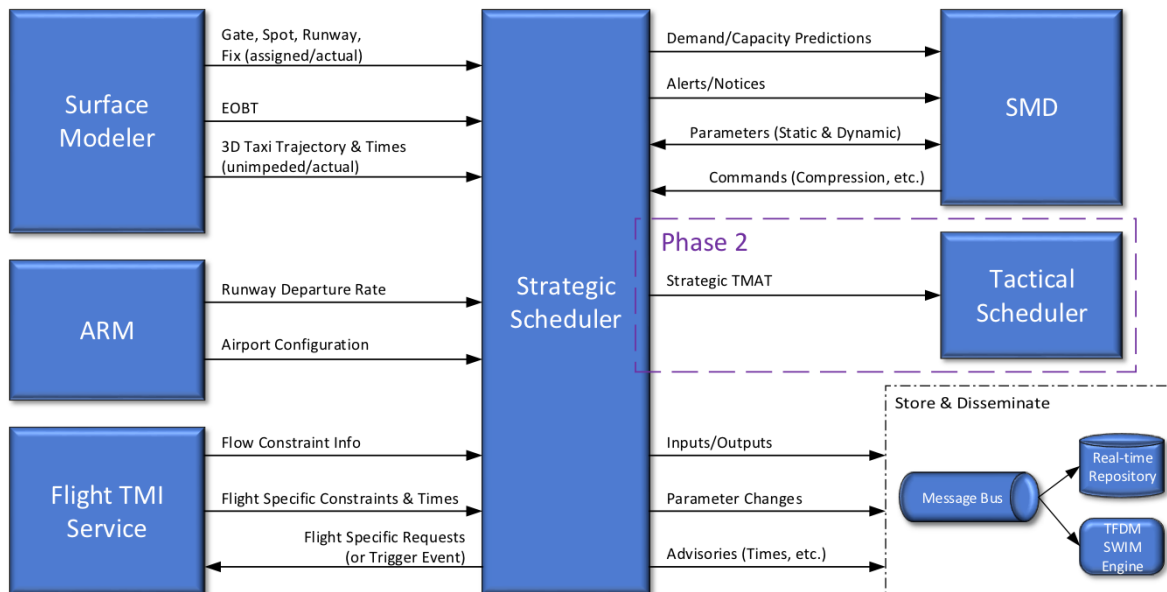 Gate, Spot, Runway,
Fix (assigned/actual)
EOBT
3D Taxi Trajectory & Times
(unimpeded/actual)
Surface
Modeler
Runway Departure Rate
Airport Configuration
ARM
Flow Constraint Info
Flight Specific Constraints & Times
Flight Specific Requests
(or Trigger Event)
Flight TMI
Service
Strategic
Scheduler
Demand/Capacity Predictions
Alerts/Notices
Parameters (Static & Dynamic)
Commands (Compression, etc.)
SMD
Phase 2
Strategic TMAT
Tactical
Scheduler
Inputs/Outputs
Parameter Changes
Advisories (Times, etc.)
Store & Disseminate
Message Bus
Real-time
Repository
TFDM
SWIM
Engine